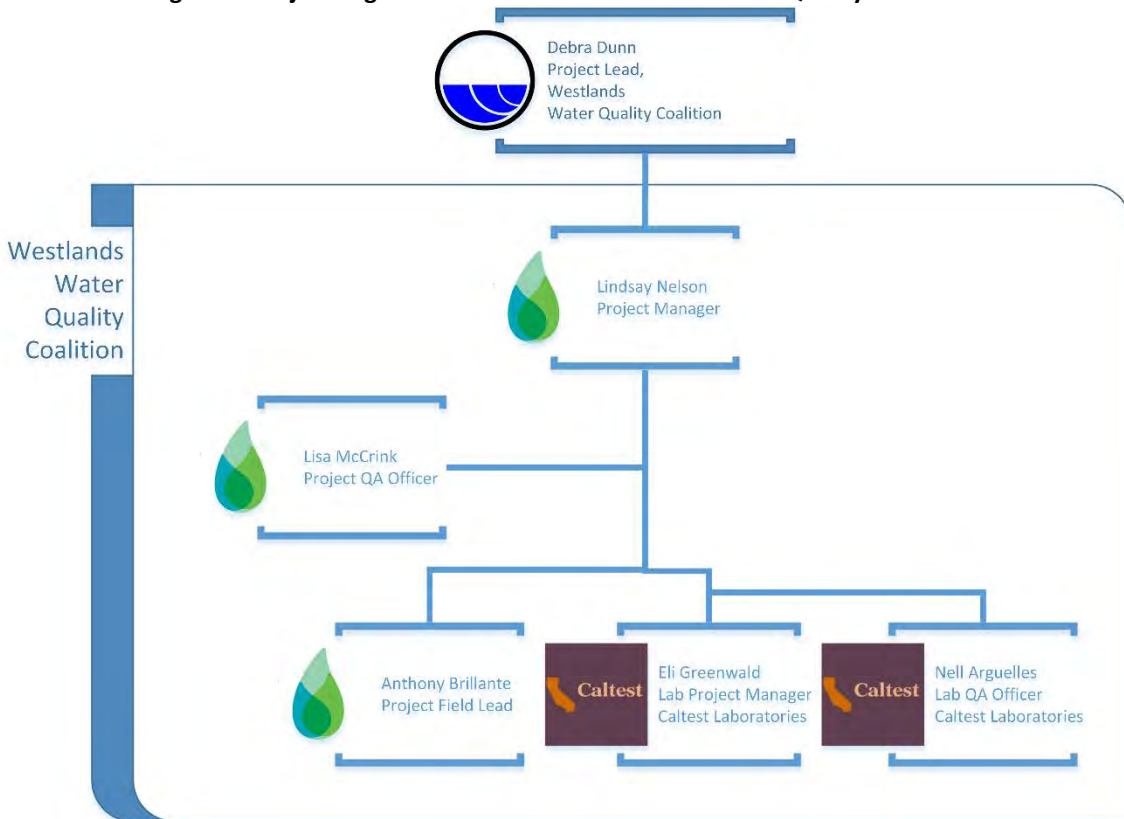 Debra Dunn
Project Lead,
Westlands
Water Quality Coalition
Westlands
Water
Quality
Coalition
Lindsay Nelson
Project Manager
Lisa McCrink
Project QA Officer
Anthony Brillante
Project Field Lead
Caltest
Eli Greenwald
Lab Project Manager
Caltest Laboratories
Caltest
Nell Arguelles
Lab QA Officer
Caltest Laboratories